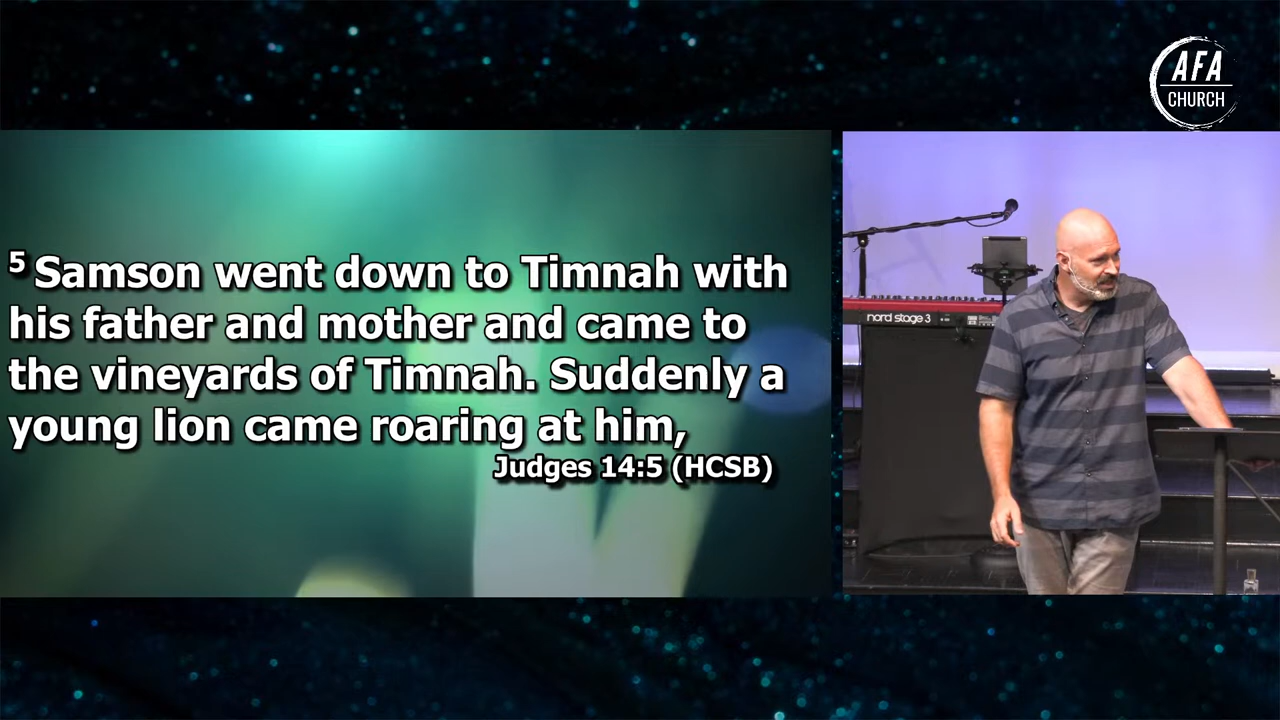 AFA
CHURCH
5 Samson went down to Timnah with
his father and mother and came to
the vineyards of Timnah. Suddenly a
young lion came roaring at him,
Judges 14:5 (HCSB)
nord stage 3